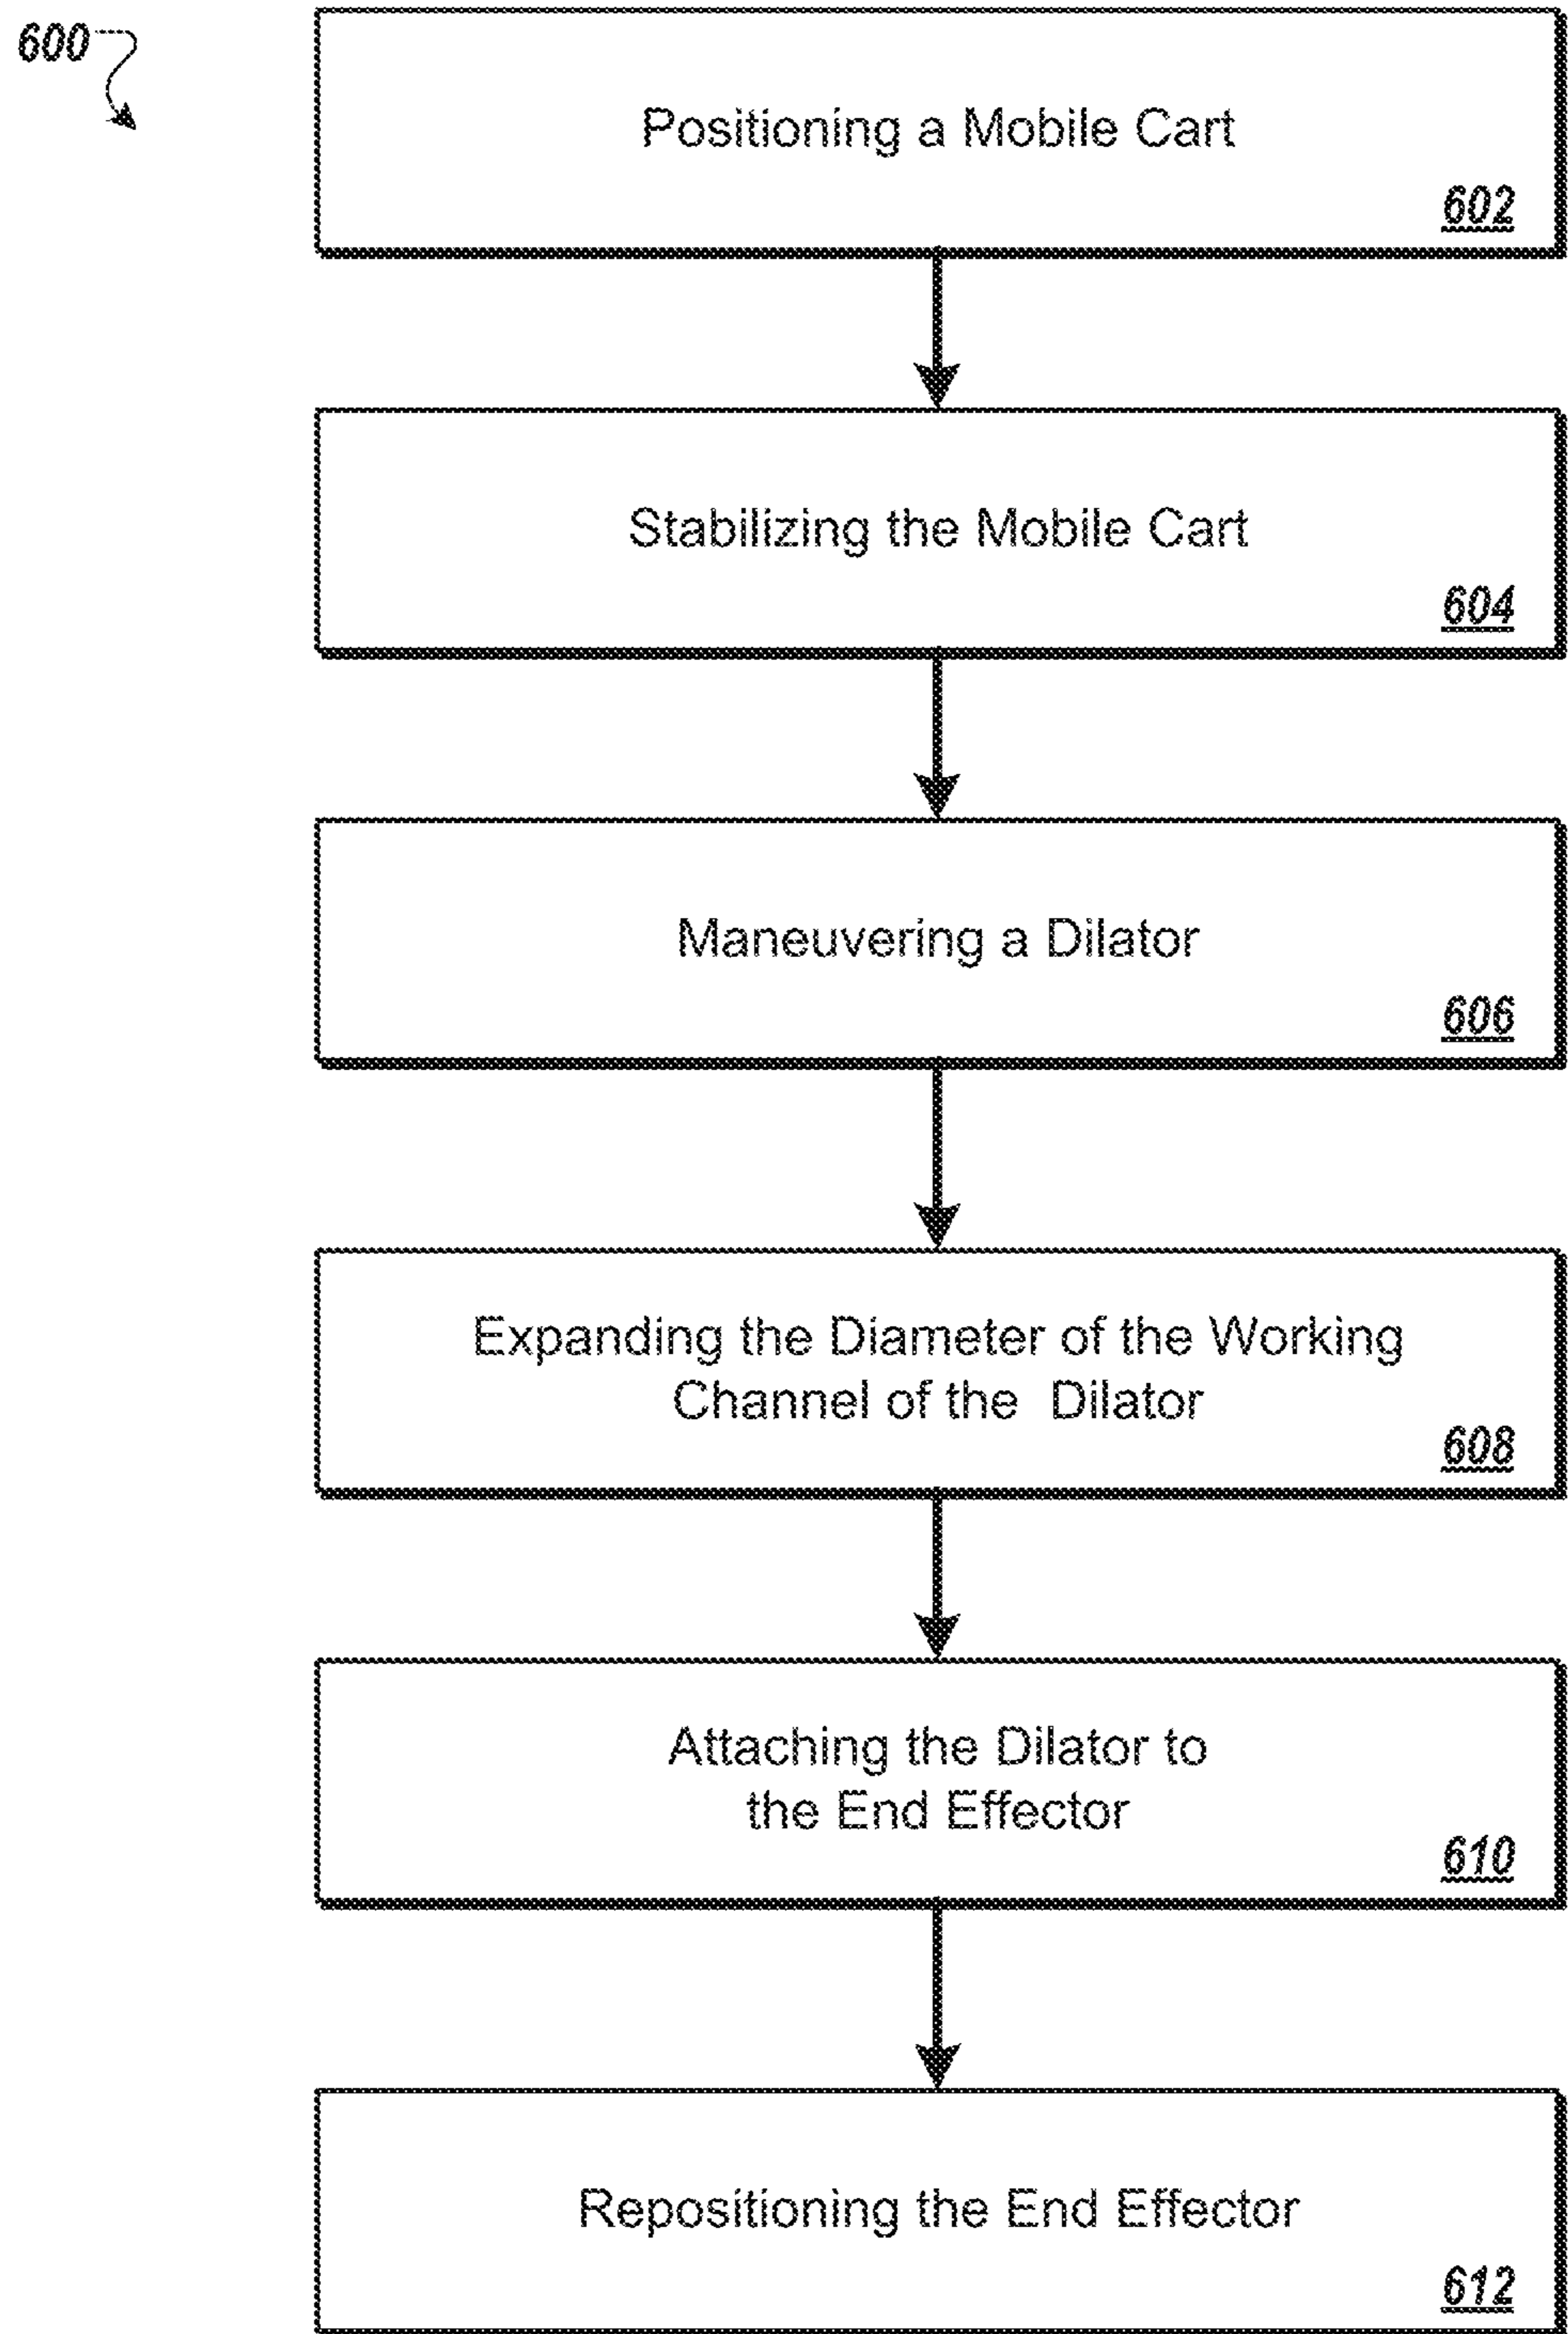 600
Positioning a Mobile Cart
602
Stabilizing the Mobile Cart
604
Maneuvering a Dilator
606
Expanding the Diameter of the Working
Channel of the Dilator
608
Attaching the Dilator to
the End Effector
610
Repositioning the End Effector
612